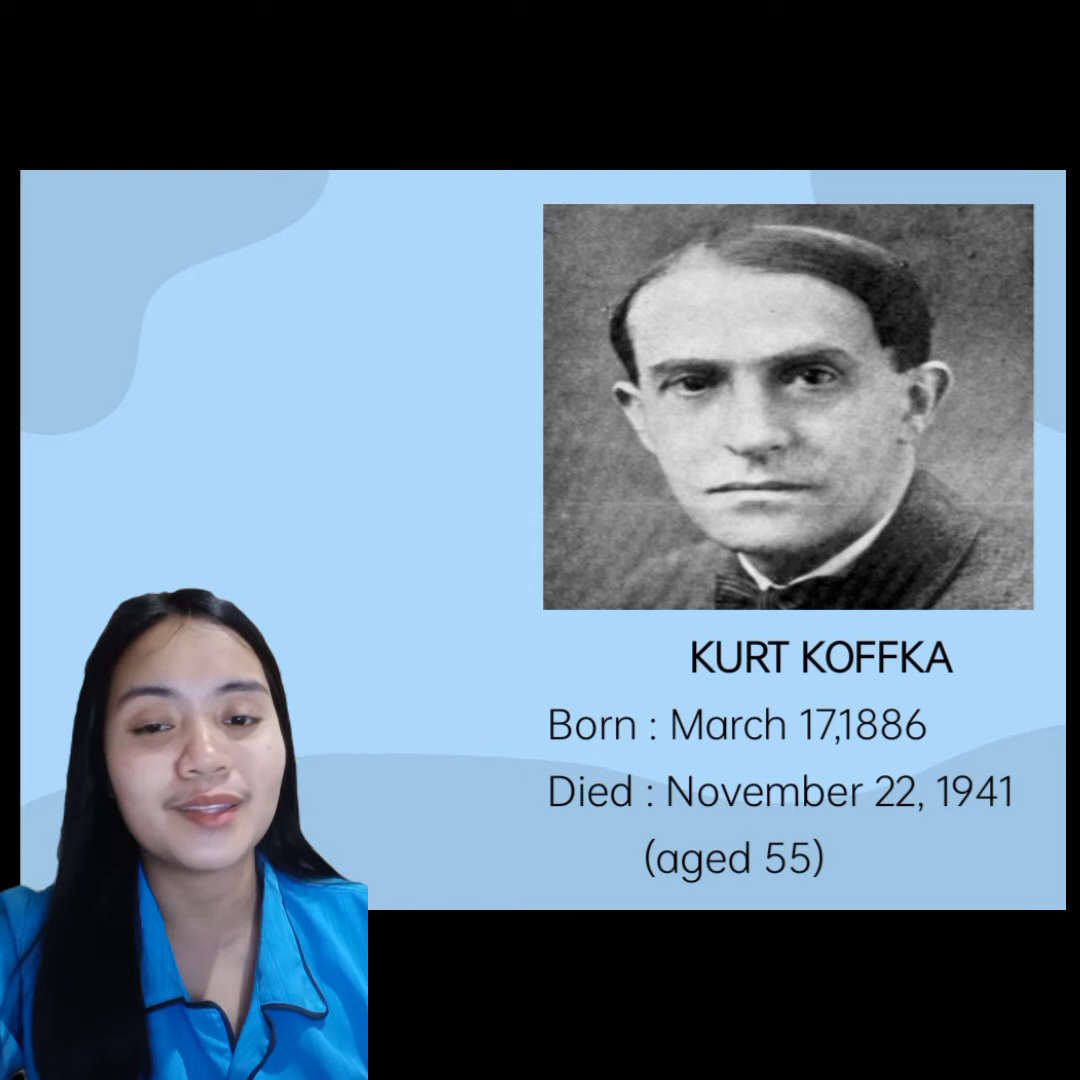 KURT KOFFKA
Born : March 17,1886
Died : November 22, 1941
(aged 55)